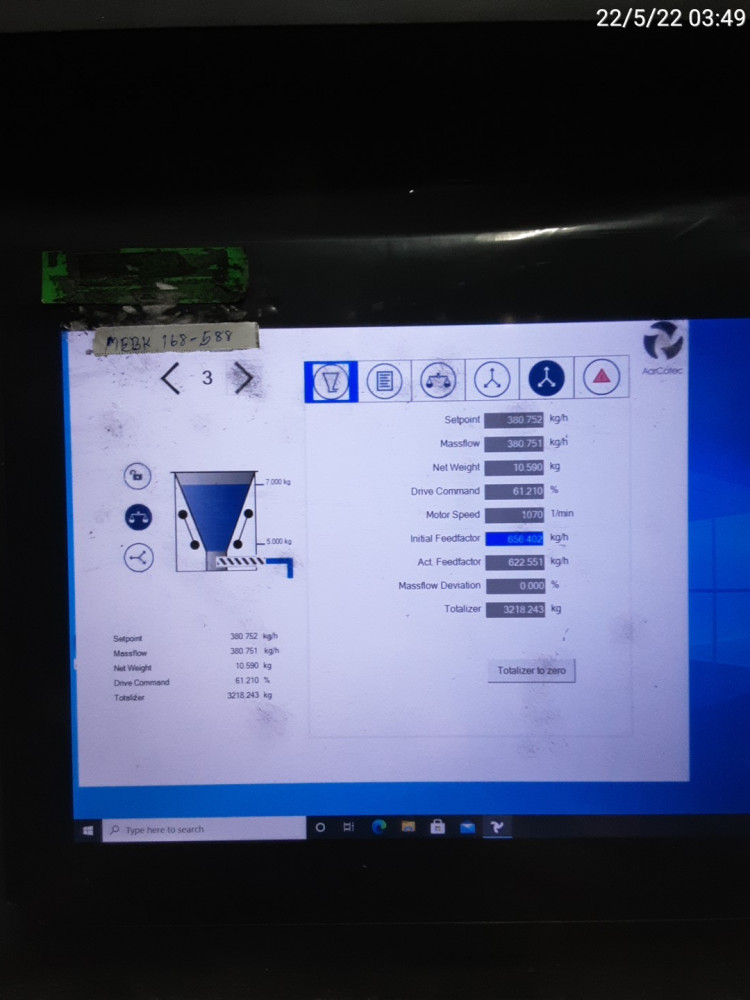 22/5/22 03:49
MEBK 168-588
3
AarCotec
Setpoint 380.752 kg/h
Massflow 380.751 kg/h
Net Weight 10.590 kg
Drive Command 61.210 %
Motor Speed 1070 1/min
Initial Feedfactor 656.402 kg/h
Act. Feedfactor 622.551 kg/h
Massflow Deviation 0.000 %
Totalizer 3218.243 kg
Totalizer to zero
7.000 kg
5.000 kg
Setpoint 380.752 kg/h
Massflow 380.751 kg/h
Net Weight 10.590 kg
Drive Command 61.210 %
Totalizer 3218.243 kg
Type here to search